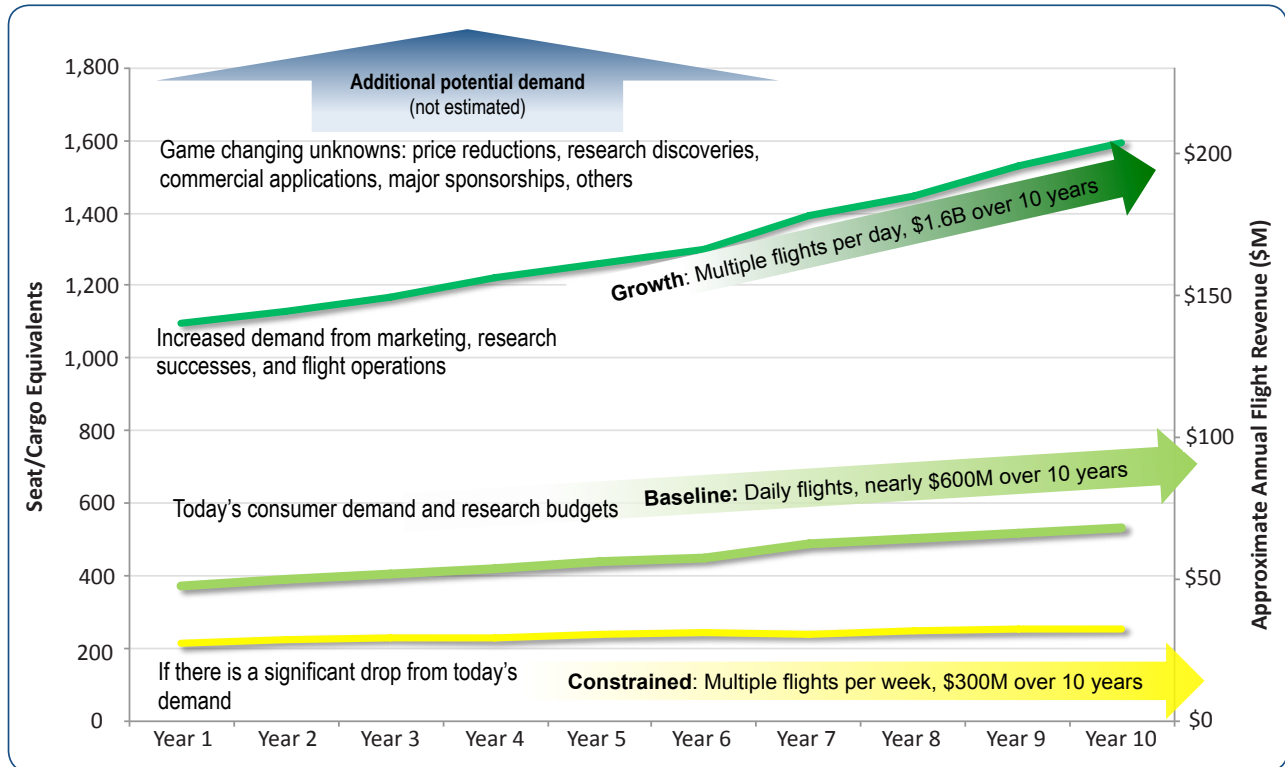 Additional potential demand
(not estimated)
Game changing unknowns: price reductions, research discoveries,
commercial applications, major sponsorships, others
Growth: Multiple flights per day, $1.6B over 10 years
Increased demand from marketing, research
successes, and flight operations
Baseline: Daily flights, nearly $600M over 10 years
Today’s consumer demand and research budgets
If there is a significant drop from today’s
demand
Constrained: Multiple flights per week, $300M over 10 years
Seat/Cargo Equivalents
1,800
1,600
1,400
1,200
1,000
800
600
400
200
0
Approximate Annual Flight Revenue ($M)
$200
$150
$100
$50
$0
Year 1 Year 2 Year 3 Year 4 Year 5 Year 6 Year 7 Year 8 Year 9 Year 10